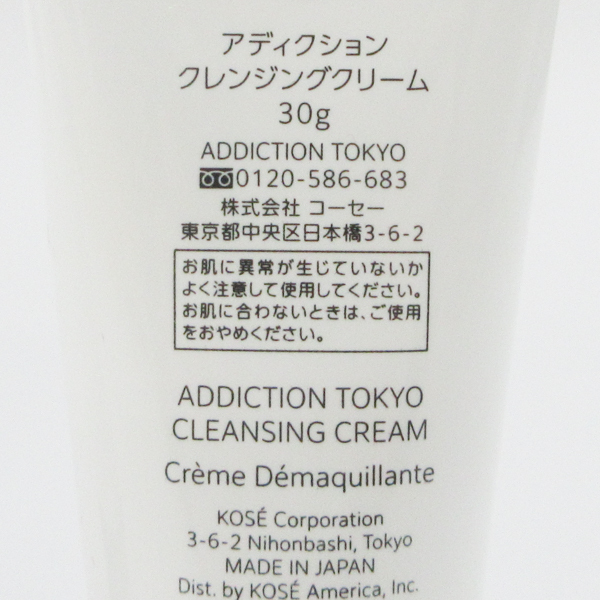 アディクション
クレンジングクリーム
30g
ADDICTION TOKYO
0120-586-683
株式会社 コーセー
東京都中央区日本橋3-6-2
お肌に異常が生じていないか
よく注意して使用してください。
お肌に合わないときは、ご使用
をおやめください。
ADDICTION TOKYO
CLEANSING CREAM
Crème Démaquillante
KOSÉ Corporation
3-6-2 Nihonbashi, Tokyo
MADE IN JAPAN
Dist. by KOSÉ America, Inc.